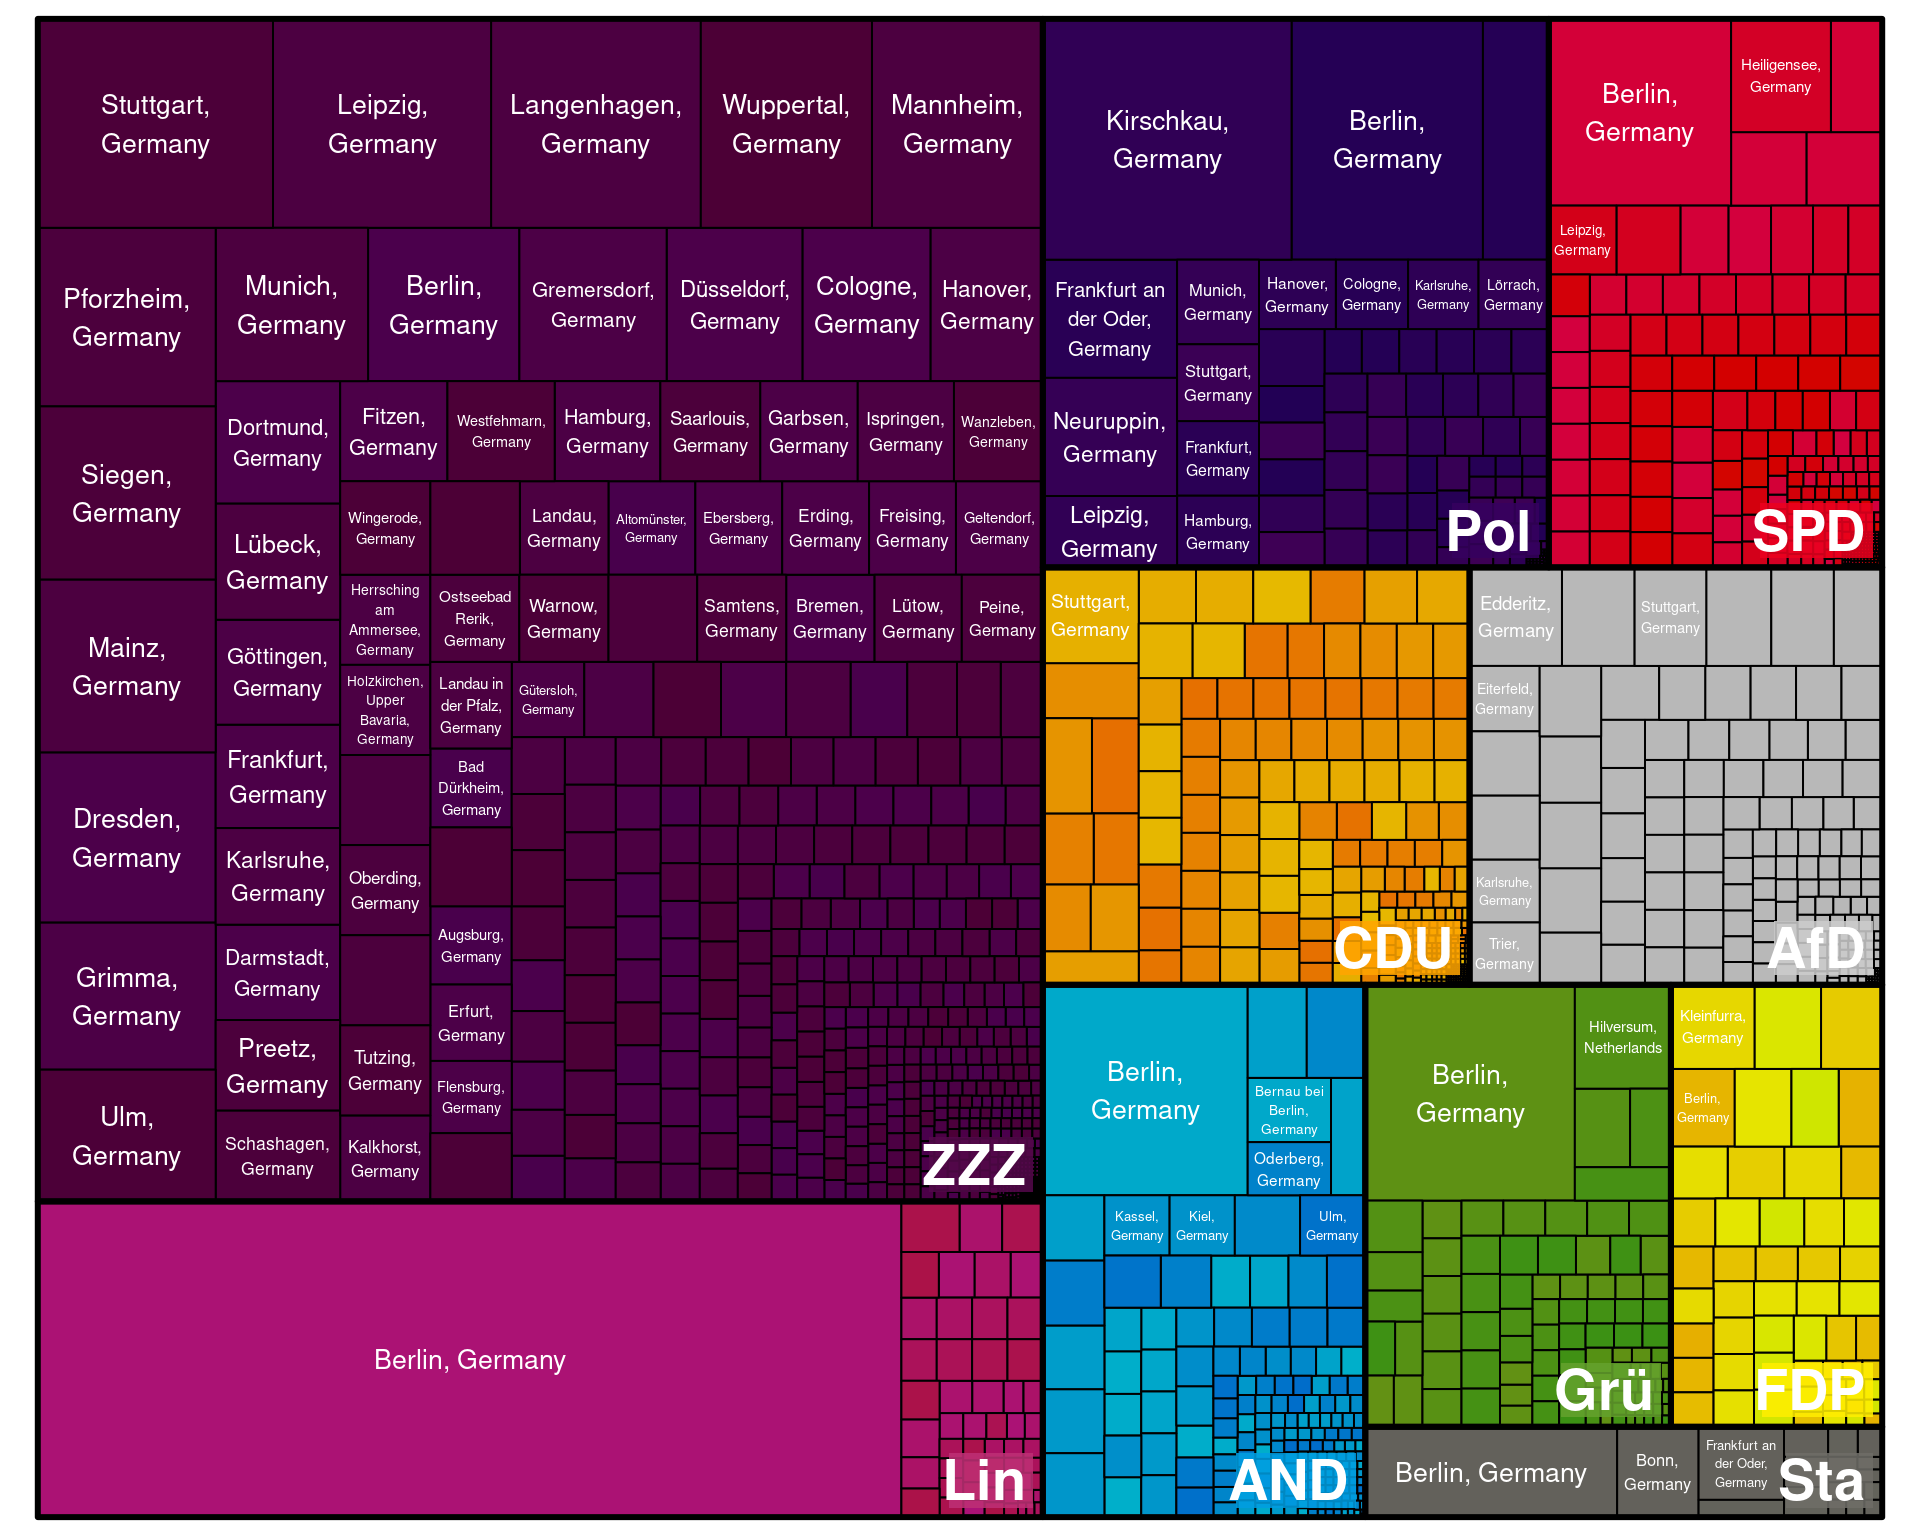 Stuttgart,
Germany
Leipzig,
Germany
Langenhagen,
Germany
Wuppertal,
Germany
Mannheim,
Germany
Pforzheim,
Germany
Munich,
Germany
Berlin,
Germany
Gremersdorf,
Germany
Düsseldorf,
Germany
Cologne,
Germany
Hanover,
Germany
Siegen,
Germany
Dortmund,
Germany
Fitzen,
Germany
Westfehmarn,
Germany
Hamburg,
Germany
Saarlouis,
Germany
Garbsen,
Germany
Ispringen,
Germany
Wanzleben,
Germany
Lübeck,
Germany
Wingerode,
Germany
Landau,
Germany
Altomünster,
Germany
Ebersberg,
Germany
Erding,
Germany
Freising,
Germany
Geltendorf,
Germany
Mainz,
Germany
Göttingen,
Germany
Herrsching
am
Ammersee,
Germany
Ostseebad
Rerik,
Germany
Warnow,
Germany
Samtens,
Germany
Bremen,
Germany
Lütow,
Germany
Peine,
Germany
Holzkirchen,
Upper
Bavaria,
Germany
Landau in
der Pfalz,
Germany
Gütersloh,
Germany
Dresden,
Germany
Frankfurt,
Germany
Bad
Dürkheim,
Germany
Karlsruhe,
Germany
Oberding,
Germany
Grimma,
Germany
Darmstadt,
Germany
Augsburg,
Germany
Preetz,
Germany
Tutzing,
Germany
Erfurt,
Germany
Ulm,
Germany
Schashagen,
Germany
Kalkhorst,
Germany
Flensburg,
Germany
ZZZ
Berlin, Germany
Lin
Kirschkau,
Germany
Berlin,
Germany
Frankfurt an
der Oder,
Germany
Munich,
Germany
Hanover,
Germany
Cologne,
Germany
Karlsruhe,
Germany
Lörrach,
Germany
Neuruppin,
Germany
Stuttgart,
Germany
Frankfurt,
Germany
Leipzig,
Germany
Hamburg,
Germany
Pol
Berlin,
Germany
Heiligensee,
Germany
Leipzig,
Germany
SPD
Stuttgart,
Germany
CDU
Edderitz,
Germany
Stuttgart,
Germany
Eiterfeld,
Germany
Karlsruhe,
Germany
Trier,
Germany
AfD
Berlin,
Germany
Bernau bei
Berlin,
Germany
Oderberg,
Germany
Kassel,
Germany
Kiel,
Germany
Ulm,
Germany
AND
Berlin,
Germany
Hilversum,
Netherlands
Grü
Kleinfurra,
Germany
Berlin,
Germany
FDP
Berlin, Germany
Bonn,
Germany
Frankfurt an
der Oder,
Germany
Sta